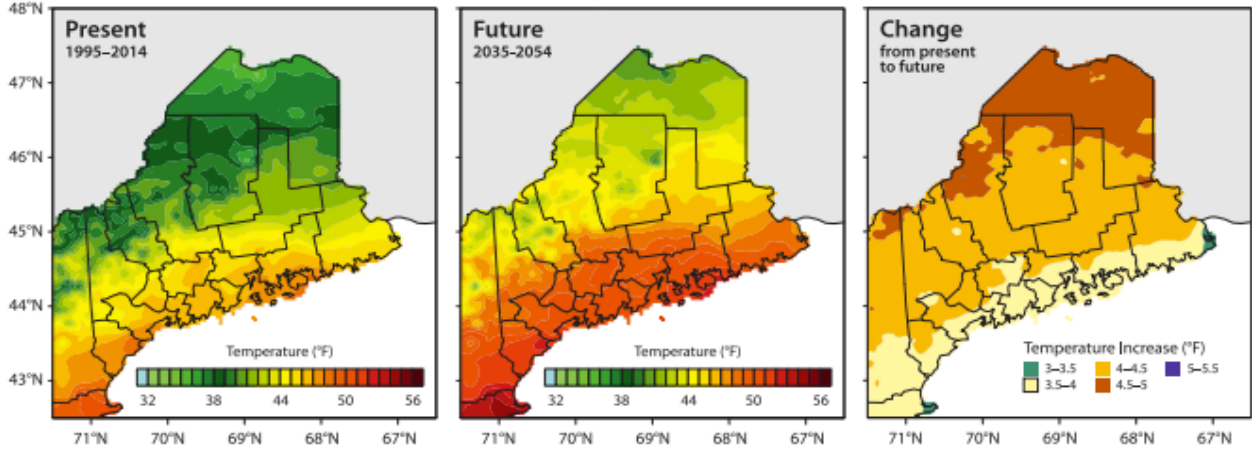 Present
1995–2014
48°N
47°N
46°N
45°N
44°N
43°N
Temperature (°F)
32 38 44 50 56
71°N 70°N 69°N 68°N 67°N
Future
2035–2054
Temperature (°F)
32 38 44 50 56
71°N 70°N 69°N 68°N 67°N
Change
from present
to future
Temperature Increase (°F)
3–3.5 4–4.5 5–5.5
3.5–4 4.5–5
71°N 70°N 69°N 68°N 67°N